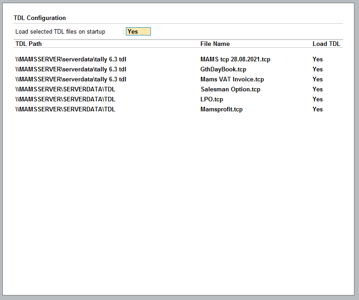 TDL Configuration
Load selected TDL files on startup : Yes
TDL Path File Name Load TDL
\\MAMSSERVER\serverdata\tally 6.3 tdl MAMS tcp 28.08.2021.tcp Yes
\\MAMSSERVER\serverdata\tally 6.3 tdl GthDayBook.tcp Yes
\\MAMSSERVER\serverdata\tally 6.3 tdl Mams VAT Invoice.tcp Yes
\\MAMSSERVER\SERVERDATA\TDL Salesman Option.tcp Yes
\\MAMSSERVER\SERVERDATA\TDL LPO.tcp Yes
\\MAMSSERVER\SERVERDATA\TDL Mamsprofit.tcp Yes